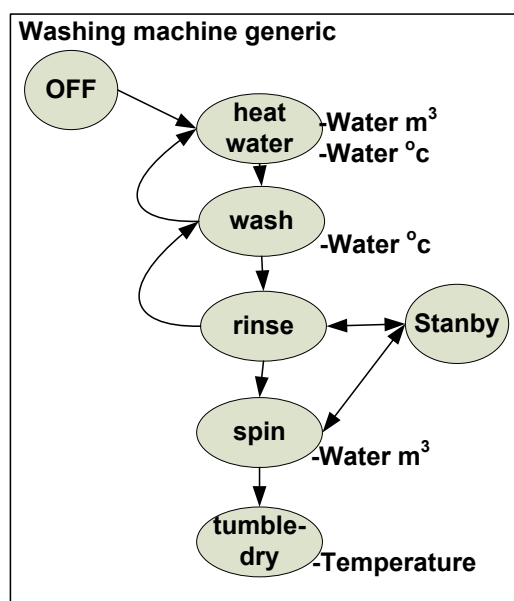 Washing machine generic
OFF
heat
water
-Water m³
-Water °c
wash
-Water °c
rinse
Stanby
spin
-Water m³
tumble-
dry
-Temperature